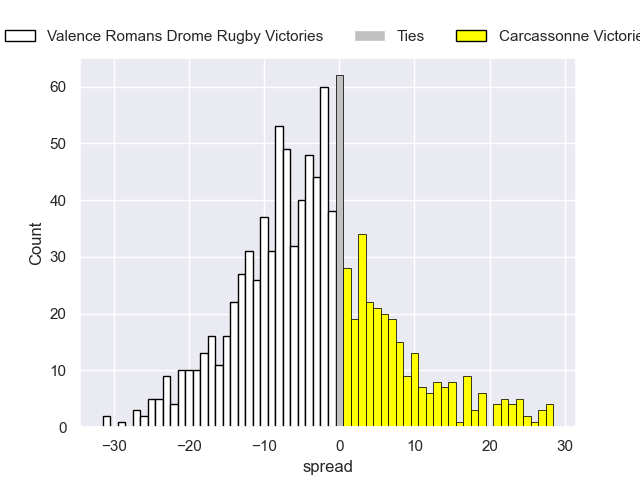 Valence Romans Drome Rugby Victories Ties Carcassonne Victorie
60
50
40
30
20
10
0
Count
−30 −20 −10 0 10 20 30
spread